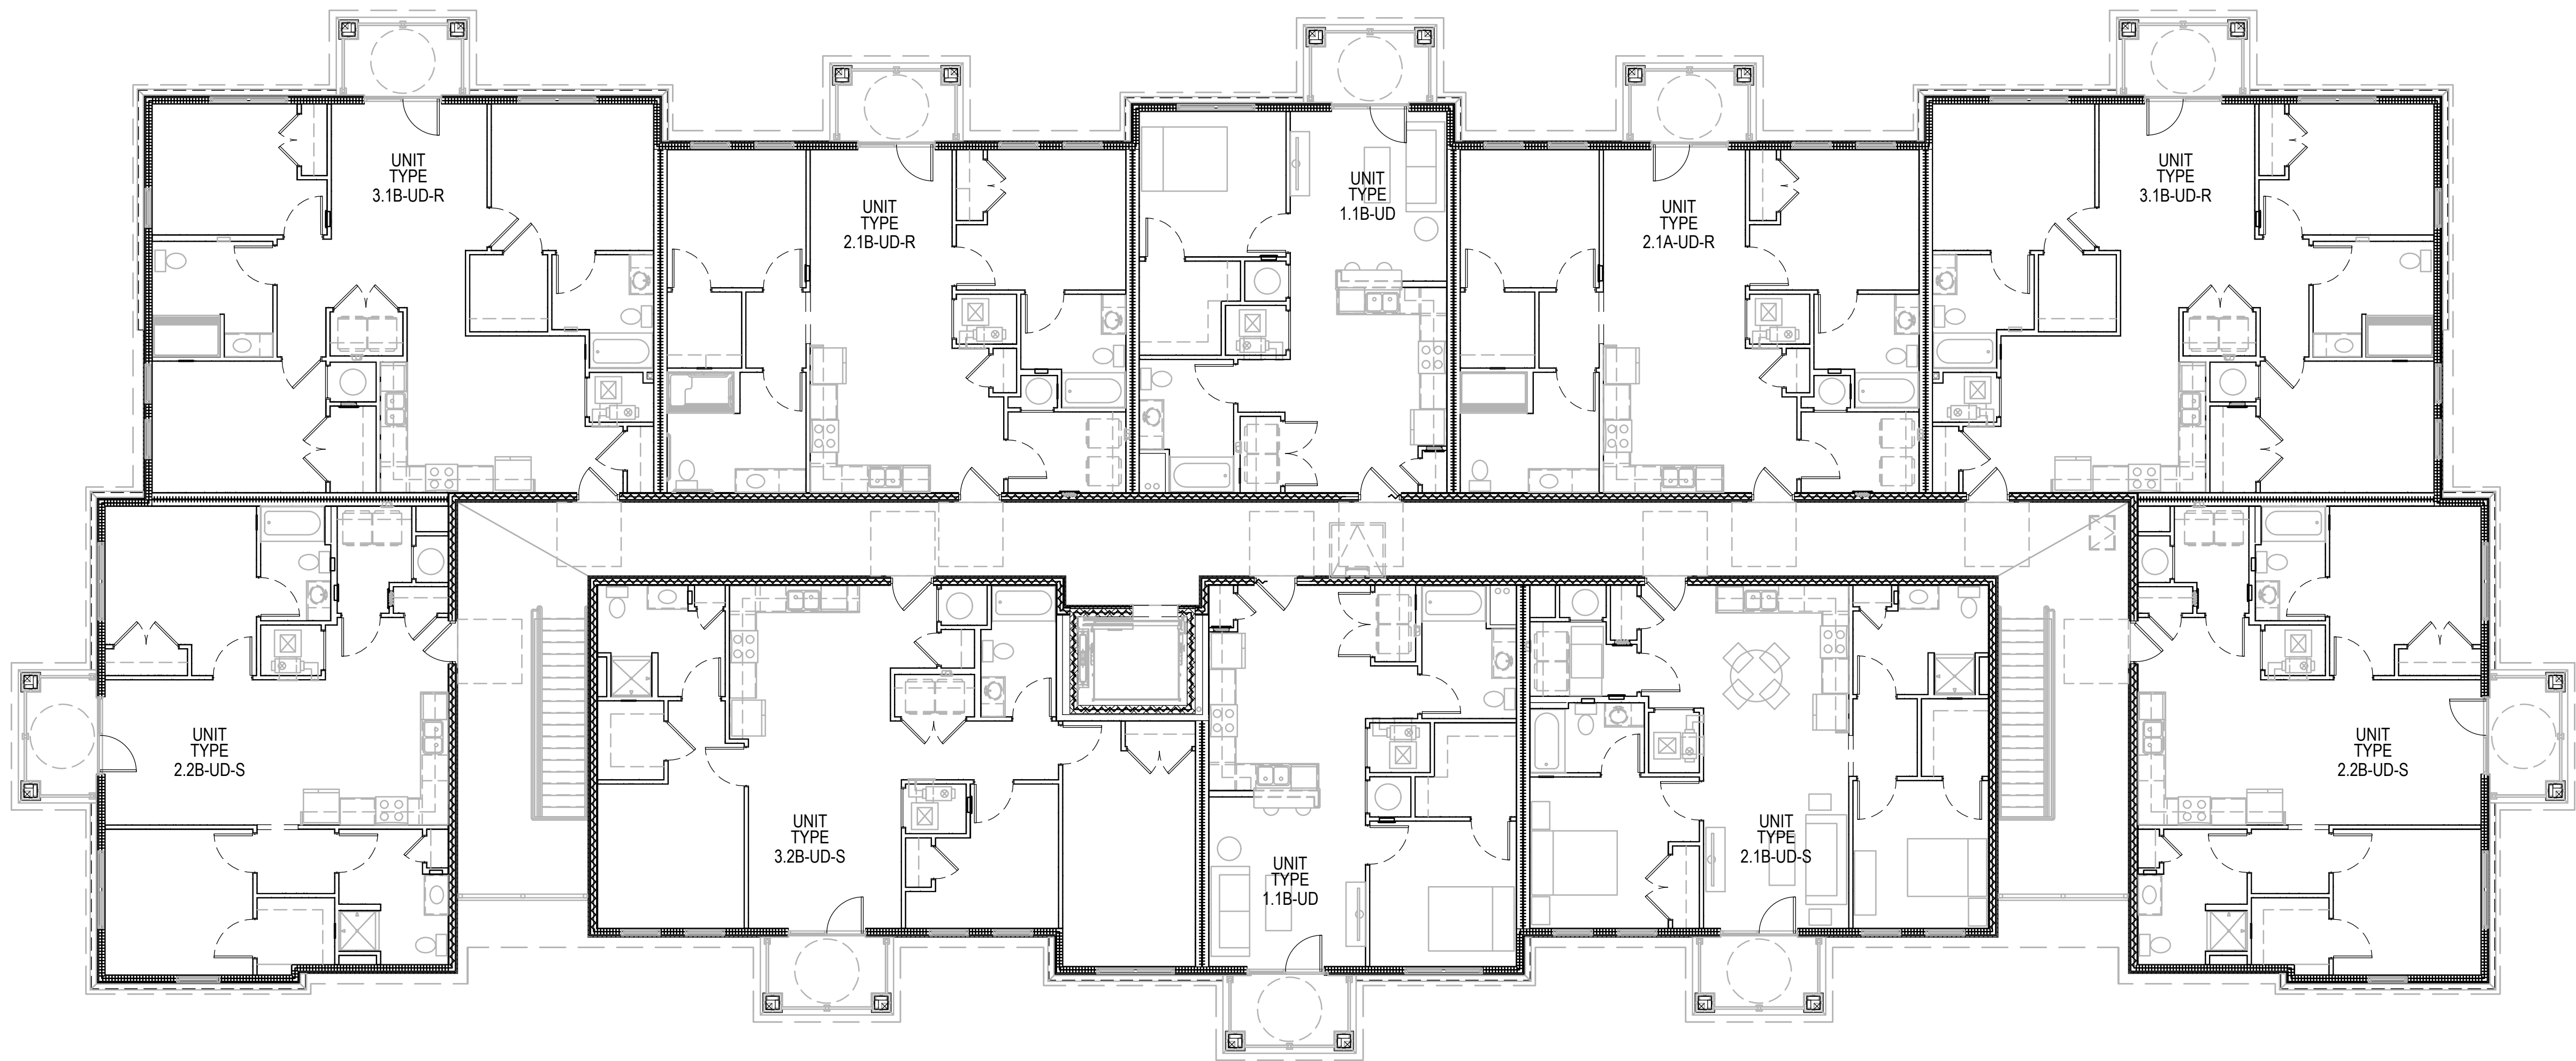 UNIT
TYPE
3.1B-UD-R
UNIT
TYPE
2.1B-UD-R
UNIT
TYPE
1.1B-UD
UNIT
TYPE
2.1A-UD-R
UNIT
TYPE
3.1B-UD-R
UNIT
TYPE
2.2B-UD-S
UNIT
TYPE
3.2B-UD-S
UNIT
TYPE
1.1B-UD
UNIT
TYPE
2.1B-UD-S
UNIT
TYPE
2.2B-UD-S